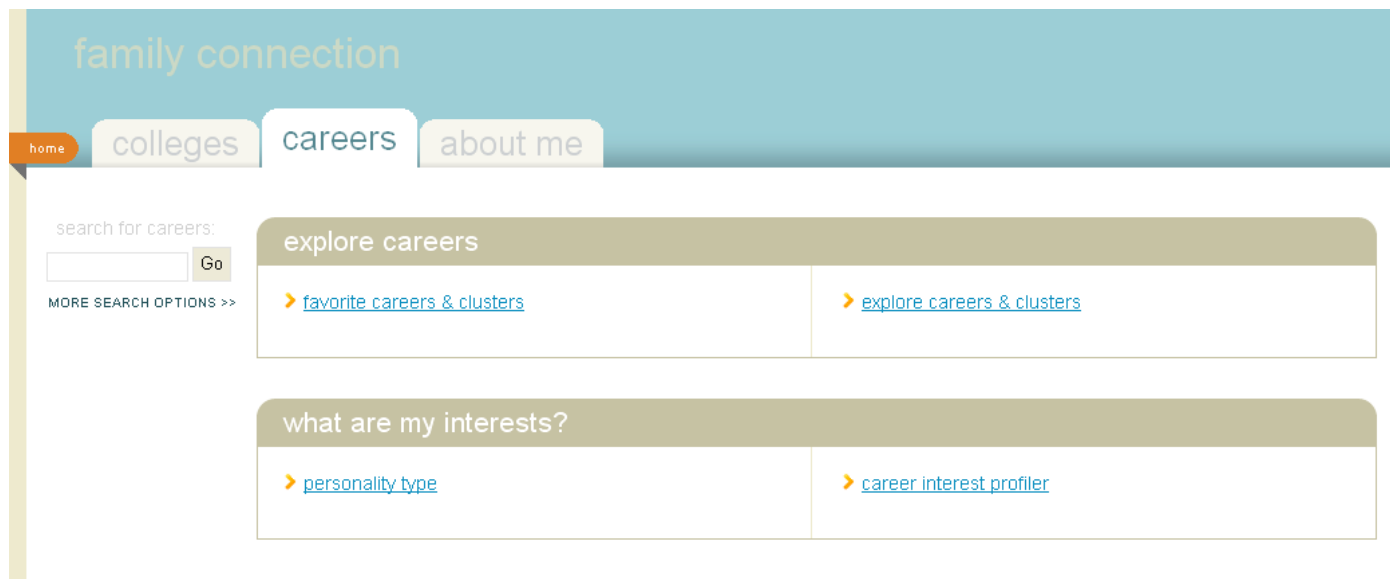 family connection
home
colleges
careers
about me
search for careers:
Go
MORE SEARCH OPTIONS >>
explore careers
favorite careers & clusters
explore careers & clusters
what are my interests?
personality type
career interest profiler